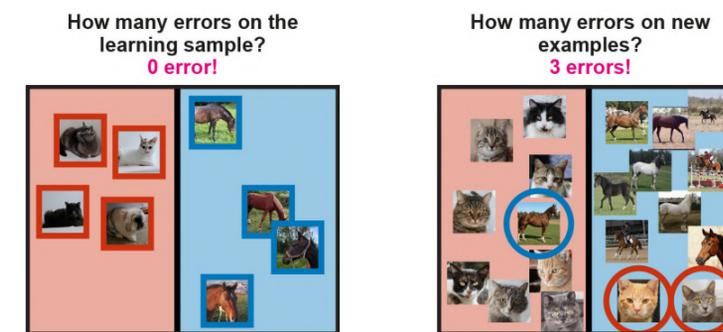 How many errors on the
learning sample?
0 error!
How many errors on new
examples?
3 errors!